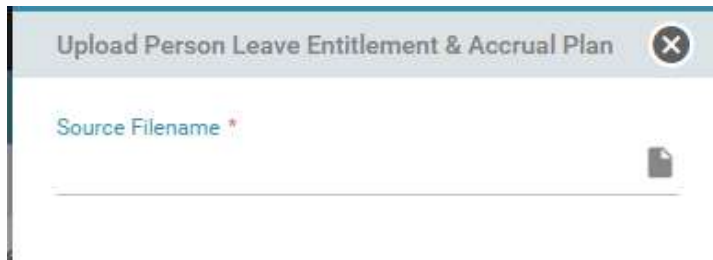 Upload Person Leave Entitlement & Accrual Plan
Source Filename *